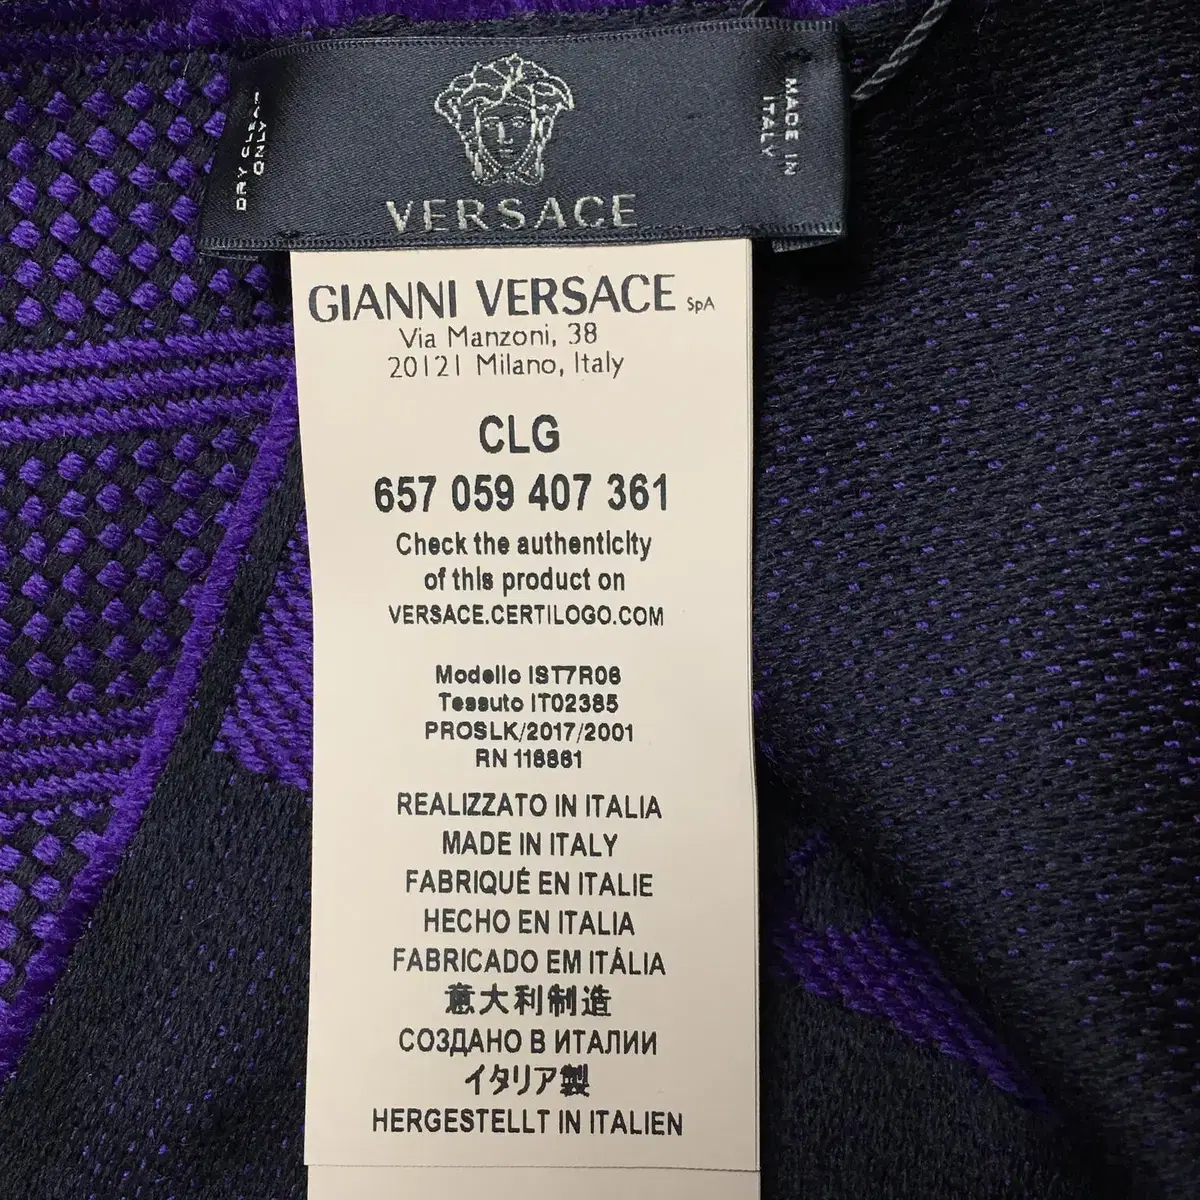 DRY CLEAN
ONLY
VERSACE
MADE IN
ITALY
GIANNI VERSACE SpA
Via Manzoni, 38
20121 Milano, Italy
CLG
657 059 407 361
Check the authenticity
of this product on
VERSACE.CERTILOGO.COM
Modello IST7R06
Tessuto IT02385
PROSLK/2017/2001
RN 118861
REALIZZATO IN ITALIA
MADE IN ITALY
FABRIQUÉ EN ITALIE
HECHO EN ITALIA
FABRICADO EM ITÁLIA
意大利制造
СОЗДАНО В ИТАЛИИ
イタリア製
HERGESTELLT IN ITALIEN